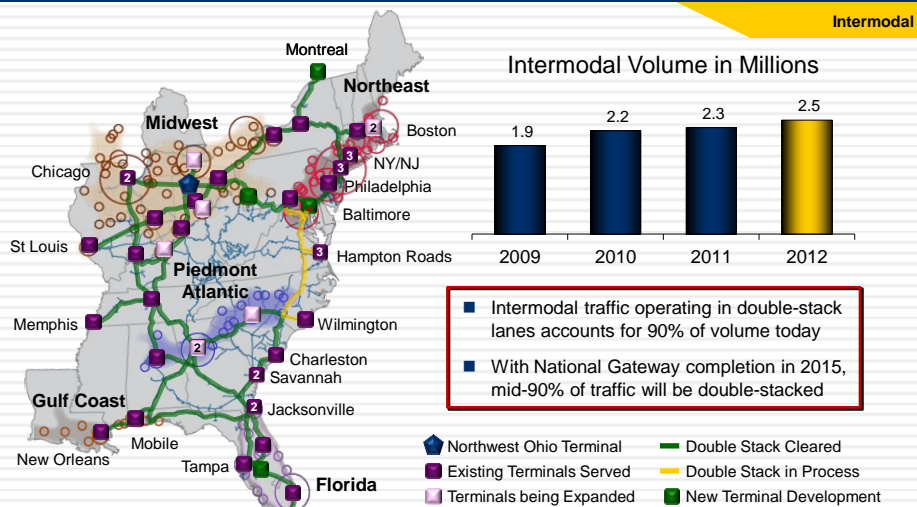 Intermodal
Montreal
Northeast
Midwest
2
Boston
3
NY/NJ
3
Chicago
2
Philadelphia
Baltimore
St Louis
3
Hampton Roads
Piedmont
Atlantic
Memphis
Wilmington
2
Charleston
2
Savannah
2
Jacksonville
Gulf Coast
Mobile
New Orleans
Tampa
Florida
Intermodal Volume in Millions
1.9
2.2
2.3
2.5
2009
2010
2011
2012
Intermodal traffic operating in double-stack
lanes accounts for 90% of volume today
With National Gateway completion in 2015,
mid-90% of traffic will be double-stacked
Northwest Ohio Terminal
Double Stack Cleared
Existing Terminals Served
Double Stack in Process
Terminals being Expanded
New Terminal Development